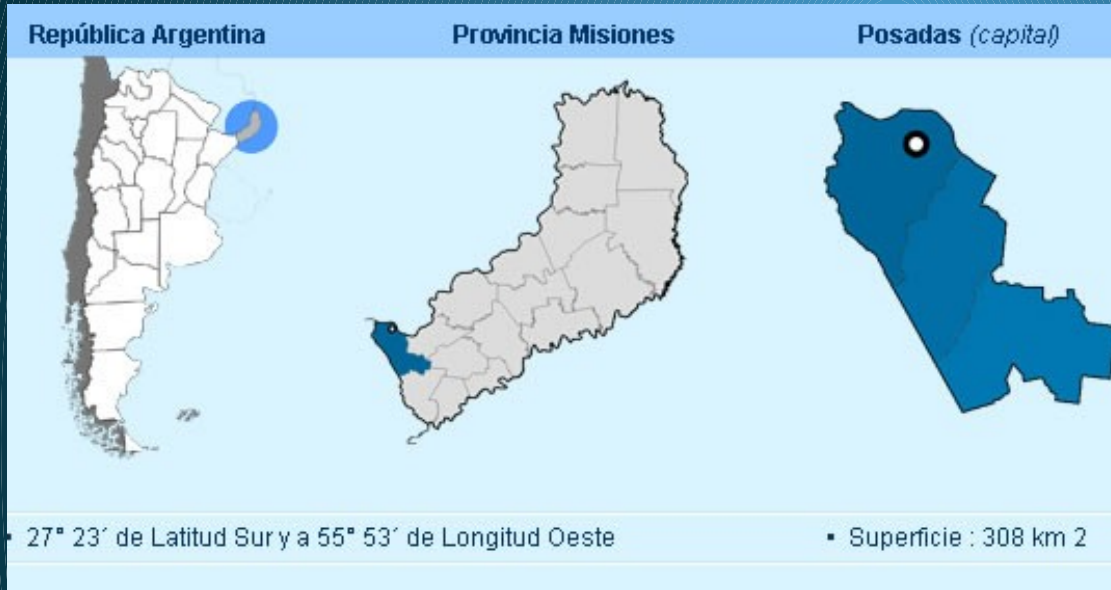 República Argentina
Provincia Misiones
Posadas (capital)
▪ 27° 23´ de Latitud Sur y a 55° 53´ de Longitud Oeste
▪ Superficie : 308 km 2